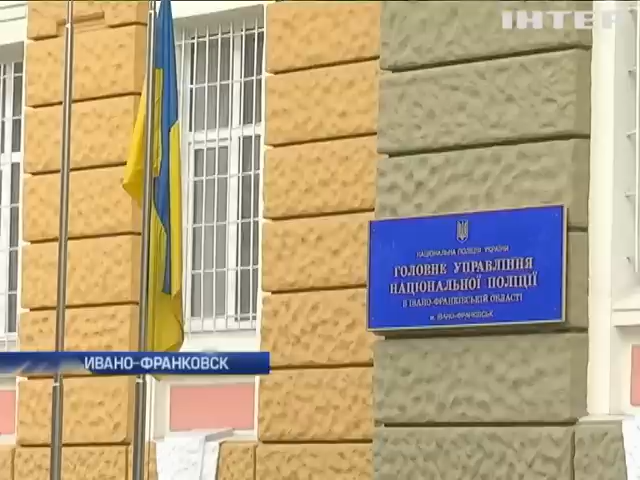 ІНТЕР
НАЦІОНАЛЬНА ПОЛІЦІЯ УКРАЇНИ
ГОЛОВНЕ УПРАВЛІННЯ
НАЦІОНАЛЬНОЇ ПОЛІЦІЇ
В ІВАНО-ФРАНКІВСЬКІЙ ОБЛАСТІ
м. ІВАНО-ФРАНКІВСЬК
ИВАНО-ФРАНКОВСК